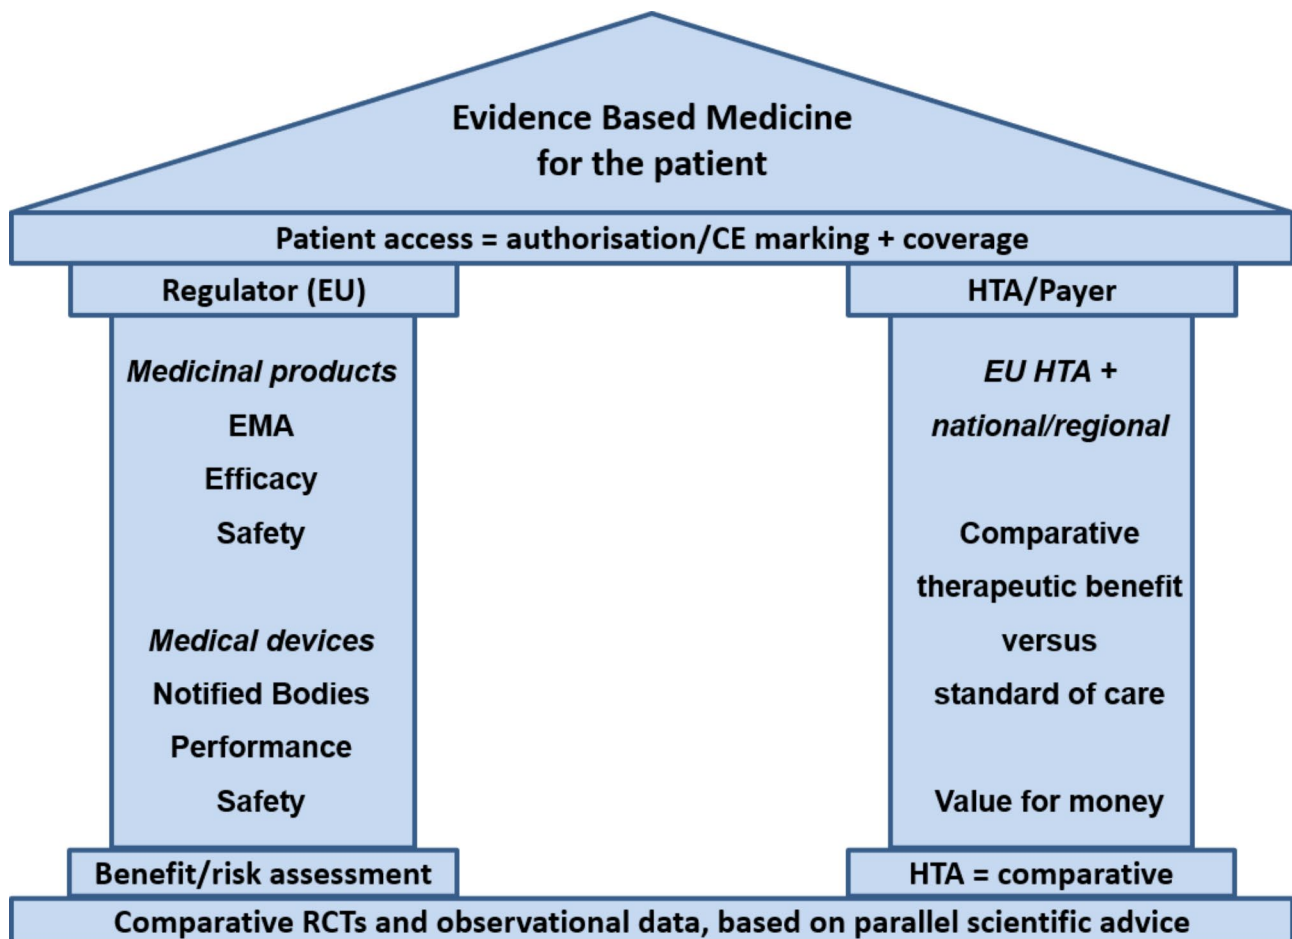 Evidence Based Medicine
for the patient
Patient access = authorisation/CE marking + coverage
Regulator (EU)
Medicinal products
EMA
Efficacy
Safety
Medical devices
Notified Bodies
Performance
Safety
Benefit/risk assessment
HTA/Payer
EU HTA +
national/regional
Comparative
therapeutic benefit
versus
standard of care
Value for money
HTA = comparative
Comparative RCTs and observational data, based on parallel scientific advice